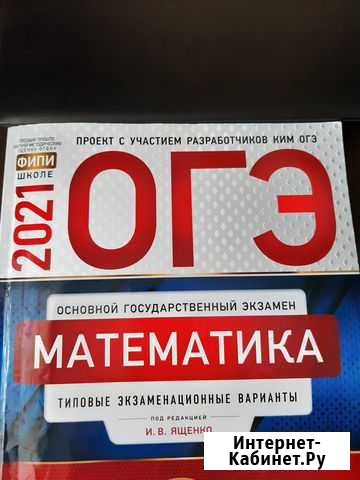 ПРОЕКТ С УЧАСТИЕМ РАЗРАБОТЧИКОВ КИМ ОГЭ
ФИПИ
ШКОЛЕ
2021
ОГЭ
ОСНОВНОЙ ГОСУДАРСТВЕННЫЙ ЭКЗАМЕН
МАТЕМАТИКА
ТИПОВЫЕ ЭКЗАМЕНАЦИОННЫЕ ВАРИАНТЫ
ПОД РЕДАКЦИЕЙ
И. В. ЯЩЕНКО
Интернет-
Кабинет.Ру